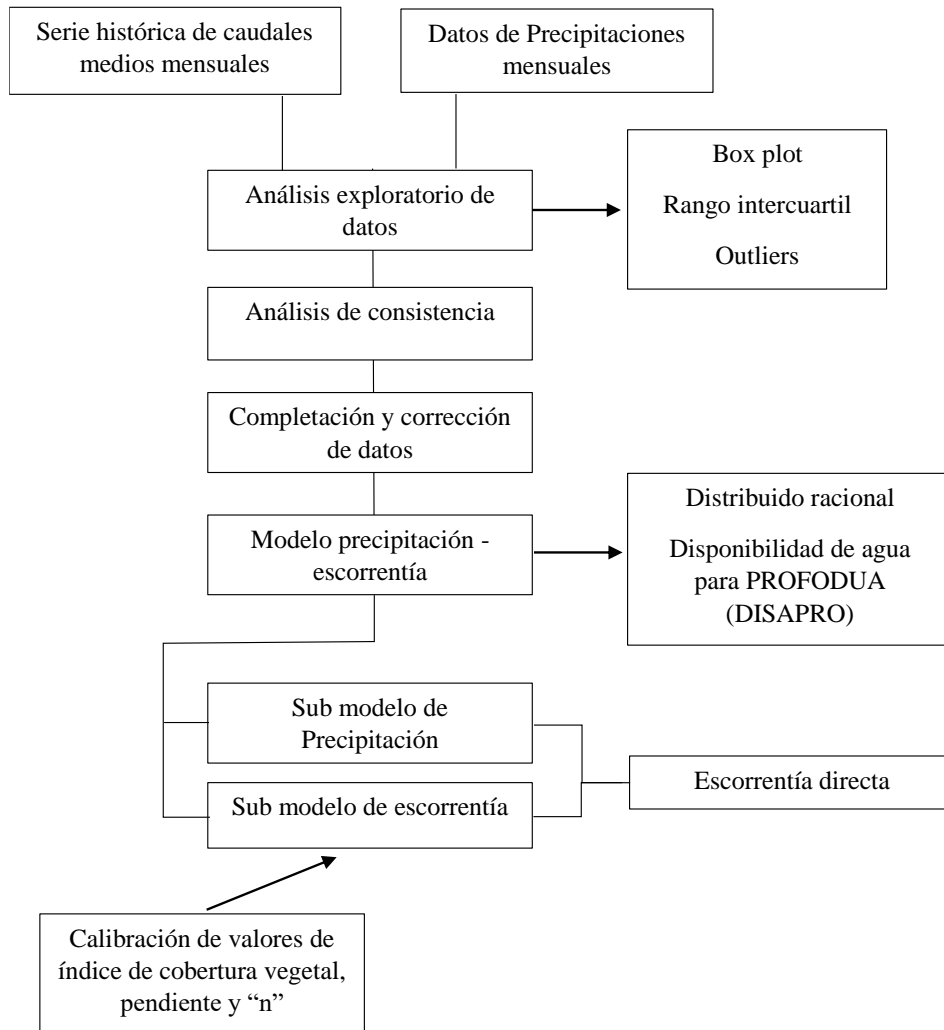 Serie histórica de caudales
medios mensuales
Datos de Precipitaciones
mensuales
Análisis exploratorio de
datos
Box plot
Rango intercuartil
Outliers
Análisis de consistencia
Completación y corrección
de datos
Modelo precipitación -
escorrentía
Distribuido racional
Disponibilidad de agua
para PROFODUA
(DISAPRO)
Sub modelo de
Precipitación
Sub modelo de escorrentía
Escorrentía directa
Calibración de valores de
índice de cobertura vegetal,
pendiente y “n”